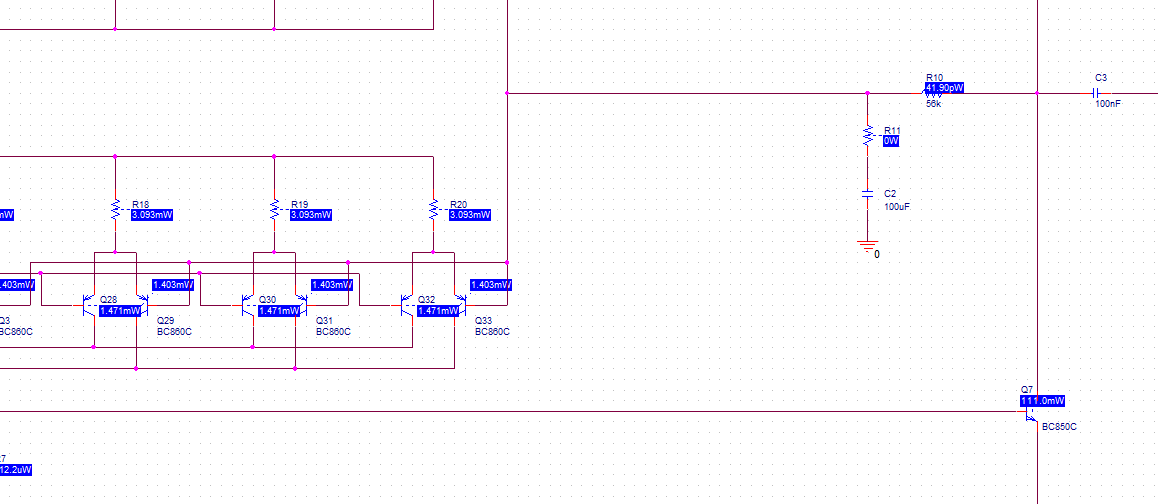 R10
41.90pW
56k
C3
100nF
R11
0W
C2
100uF
0
mW
R18
3.093mW
R19
3.093mW
R20
3.093mW
.403mW
1.403mW
1.403mW
1.403mW
Q28
1.471mW
Q30
1.471mW
Q32
1.471mW
Q3
BC860C
Q29
BC860C
Q31
BC860C
Q33
BC860C
Q7
111.0mW
BC850C
7
12.2uW